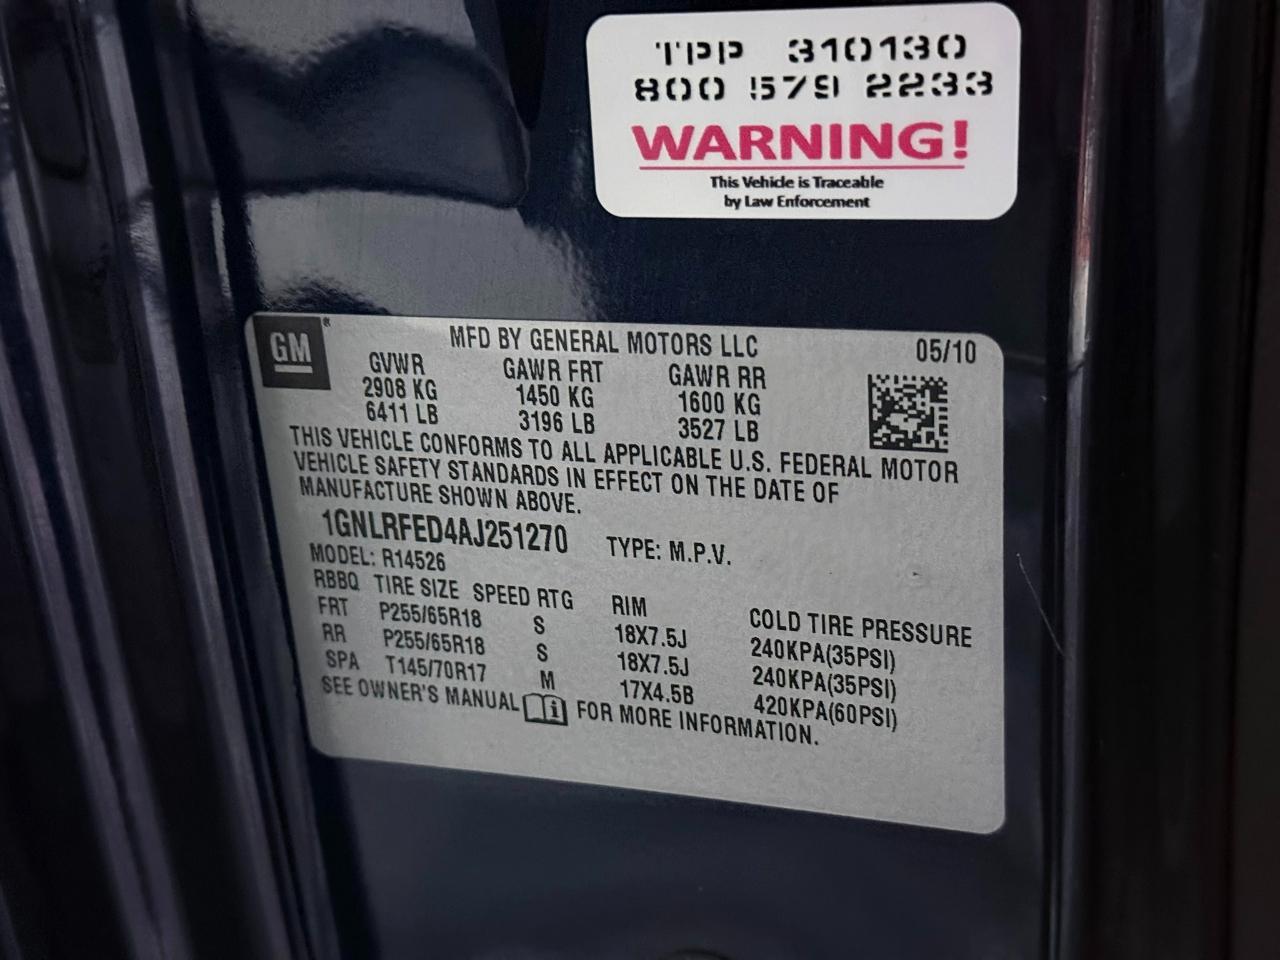 TPP 310130
800 579 2233
WARNING!
This Vehicle is Traceable
by Law Enforcement
GM®
MFD BY GENERAL MOTORS LLC 05/10
GVWR GAWR FRT GAWR RR
2908 KG 1450 KG 1600 KG
6411 LB 3196 LB 3527 LB
THIS VEHICLE CONFORMS TO ALL APPLICABLE U.S. FEDERAL MOTOR
VEHICLE SAFETY STANDARDS IN EFFECT ON THE DATE OF
MANUFACTURE SHOWN ABOVE.
1GNLRFED4AJ251270 TYPE: M.P.V.
MODEL: R14526
RBBQ TIRE SIZE SPEED RTG RIM COLD TIRE PRESSURE
FRT P255/65R18 S 18X7.5J 240KPA(35PSI)
RR P255/65R18 S 18X7.5J 240KPA(35PSI)
SPA T145/70R17 M 17X4.5B 420KPA(60PSI)
SEE OWNER'S MANUAL i FOR MORE INFORMATION.